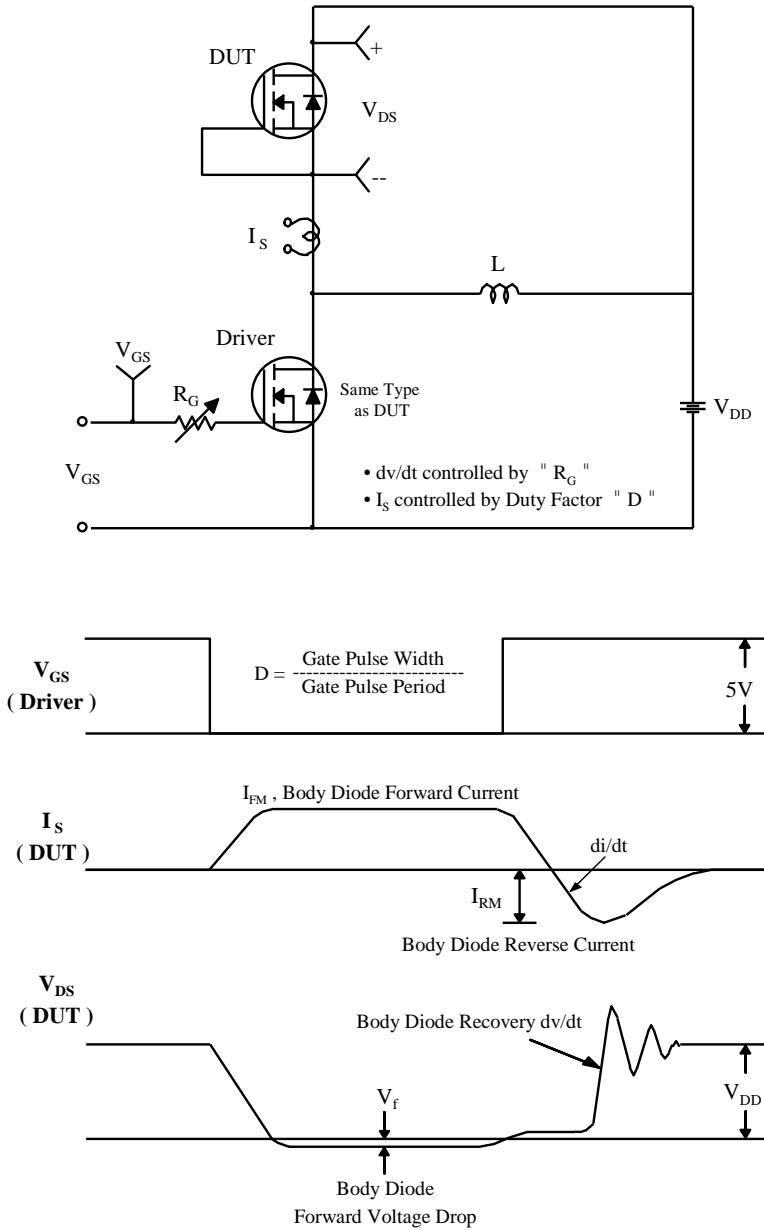 +
DUT
V_DS
--
I_S
L
Driver
V_GS
R_G
Same Type
as DUT
V_DD
V_GS
• dv/dt controlled by " R_G "
• I_S controlled by Duty Factor " D "
V_GS
( Driver )
D = Gate Pulse Width
--------------------------
Gate Pulse Period
5V
I_FM , Body Diode Forward Current
I_S
( DUT )
di/dt
I_RM
Body Diode Reverse Current
V_DS
( DUT )
Body Diode Recovery dv/dt
V_f
V_DD
Body Diode
Forward Voltage Drop